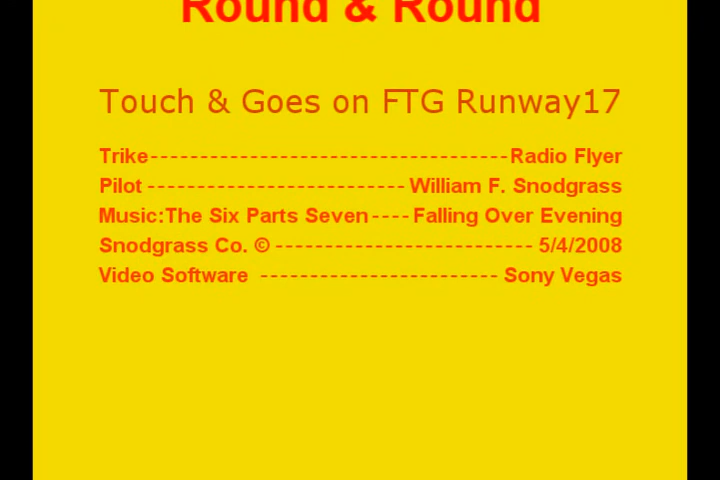 Round & Round
Touch & Goes on FTG Runway17
Trike------------------------------------Radio Flyer
Pilot -------------------------- William F. Snodgrass
Music:The Six Parts Seven----Falling Over Evening
Snodgrass Co. © -------------------------- 5/4/2008
Video Software ------------------------ Sony Vegas